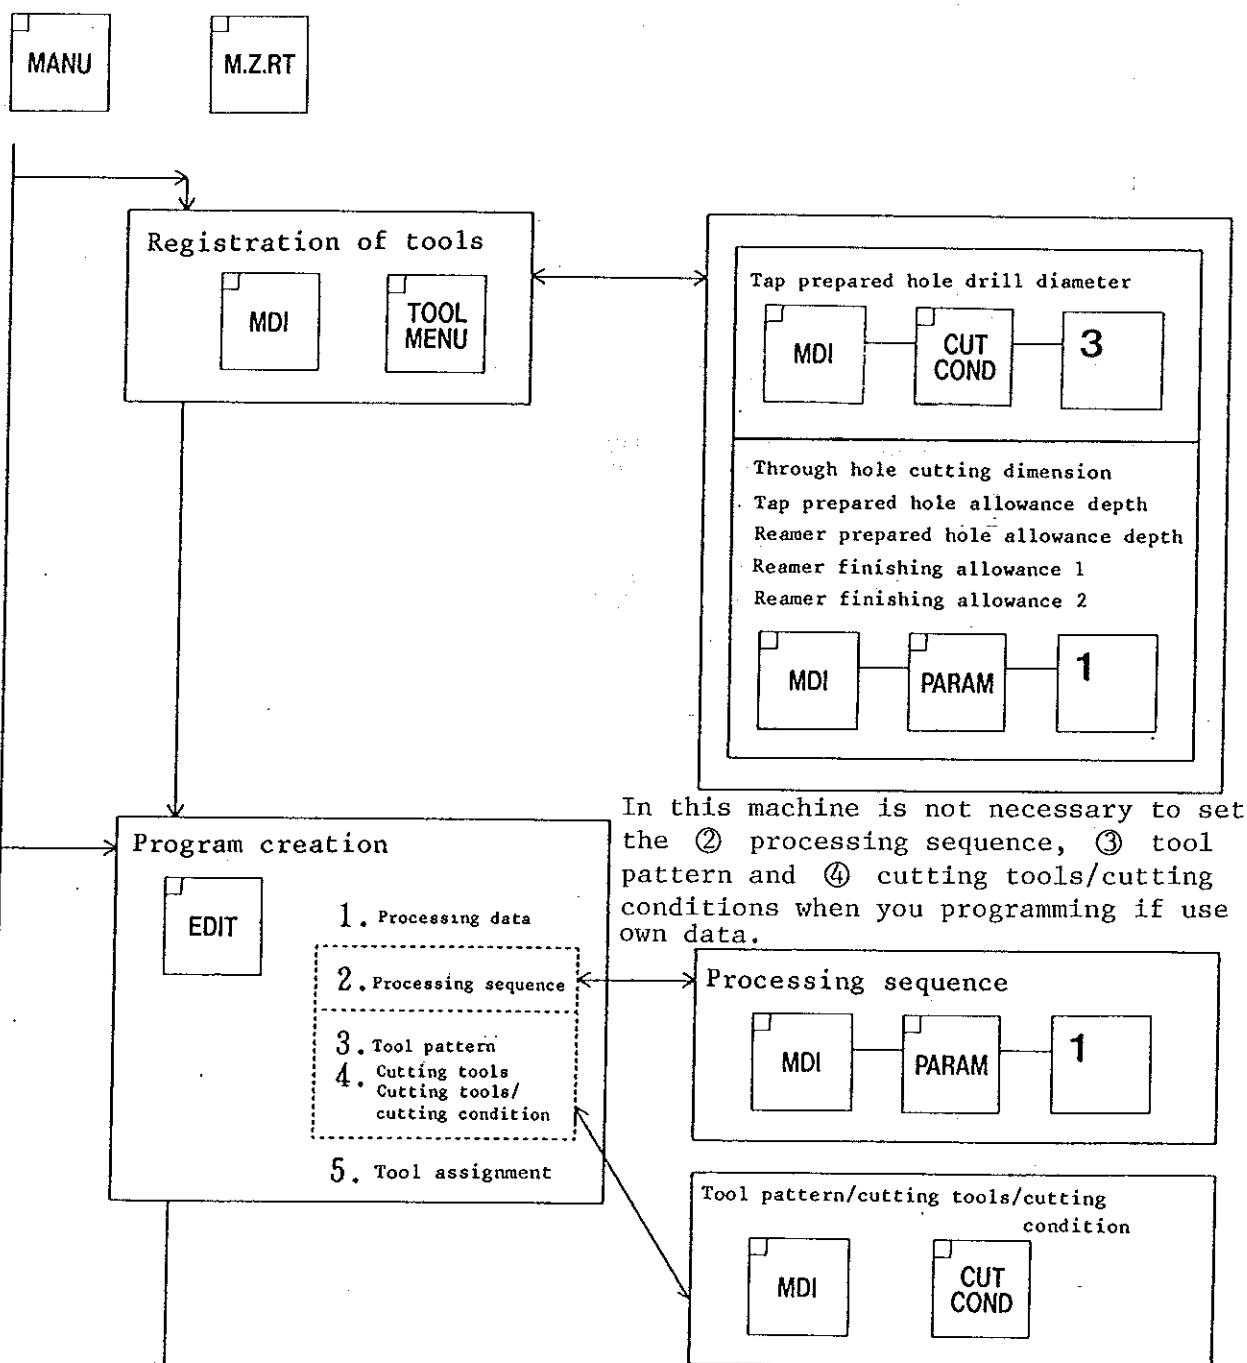 MANU
M.Z.RT
Registration of tools
MDI
TOOL
MENU
Tap prepared hole drill diameter
MDI
CUT
COND
3
Through hole cutting dimension
Tap prepared hole allowance depth
Reamer prepared hole allowance depth
Reamer finishing allowance 1
Reamer finishing allowance 2
MDI
PARAM
1
In this machine is not necessary to set
the ② processing sequence, ③ tool
pattern and ④ cutting tools/cutting
conditions when you programming if use
own data.
Program creation
EDIT
1. Processing data
2. Processing sequence
3. Tool pattern
4. Cutting tools
Cutting tools/
cutting condition
5. Tool assignment
Processing sequence
MDI
PARAM
1
Tool pattern/cutting tools/cutting
condition
MDI
CUT
COND